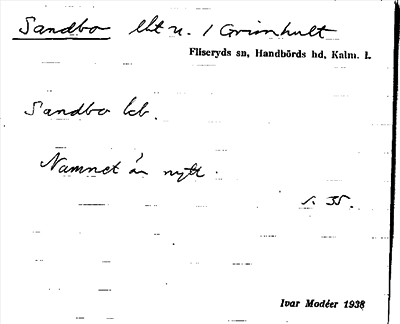 Sandbo lht u. / Grimhult
Fliseryds sn, Handbörds hd, Kalm. l.
Sandbo lcb.
Namnet är nytt.
s. 35.
Ivar Modéer 1938